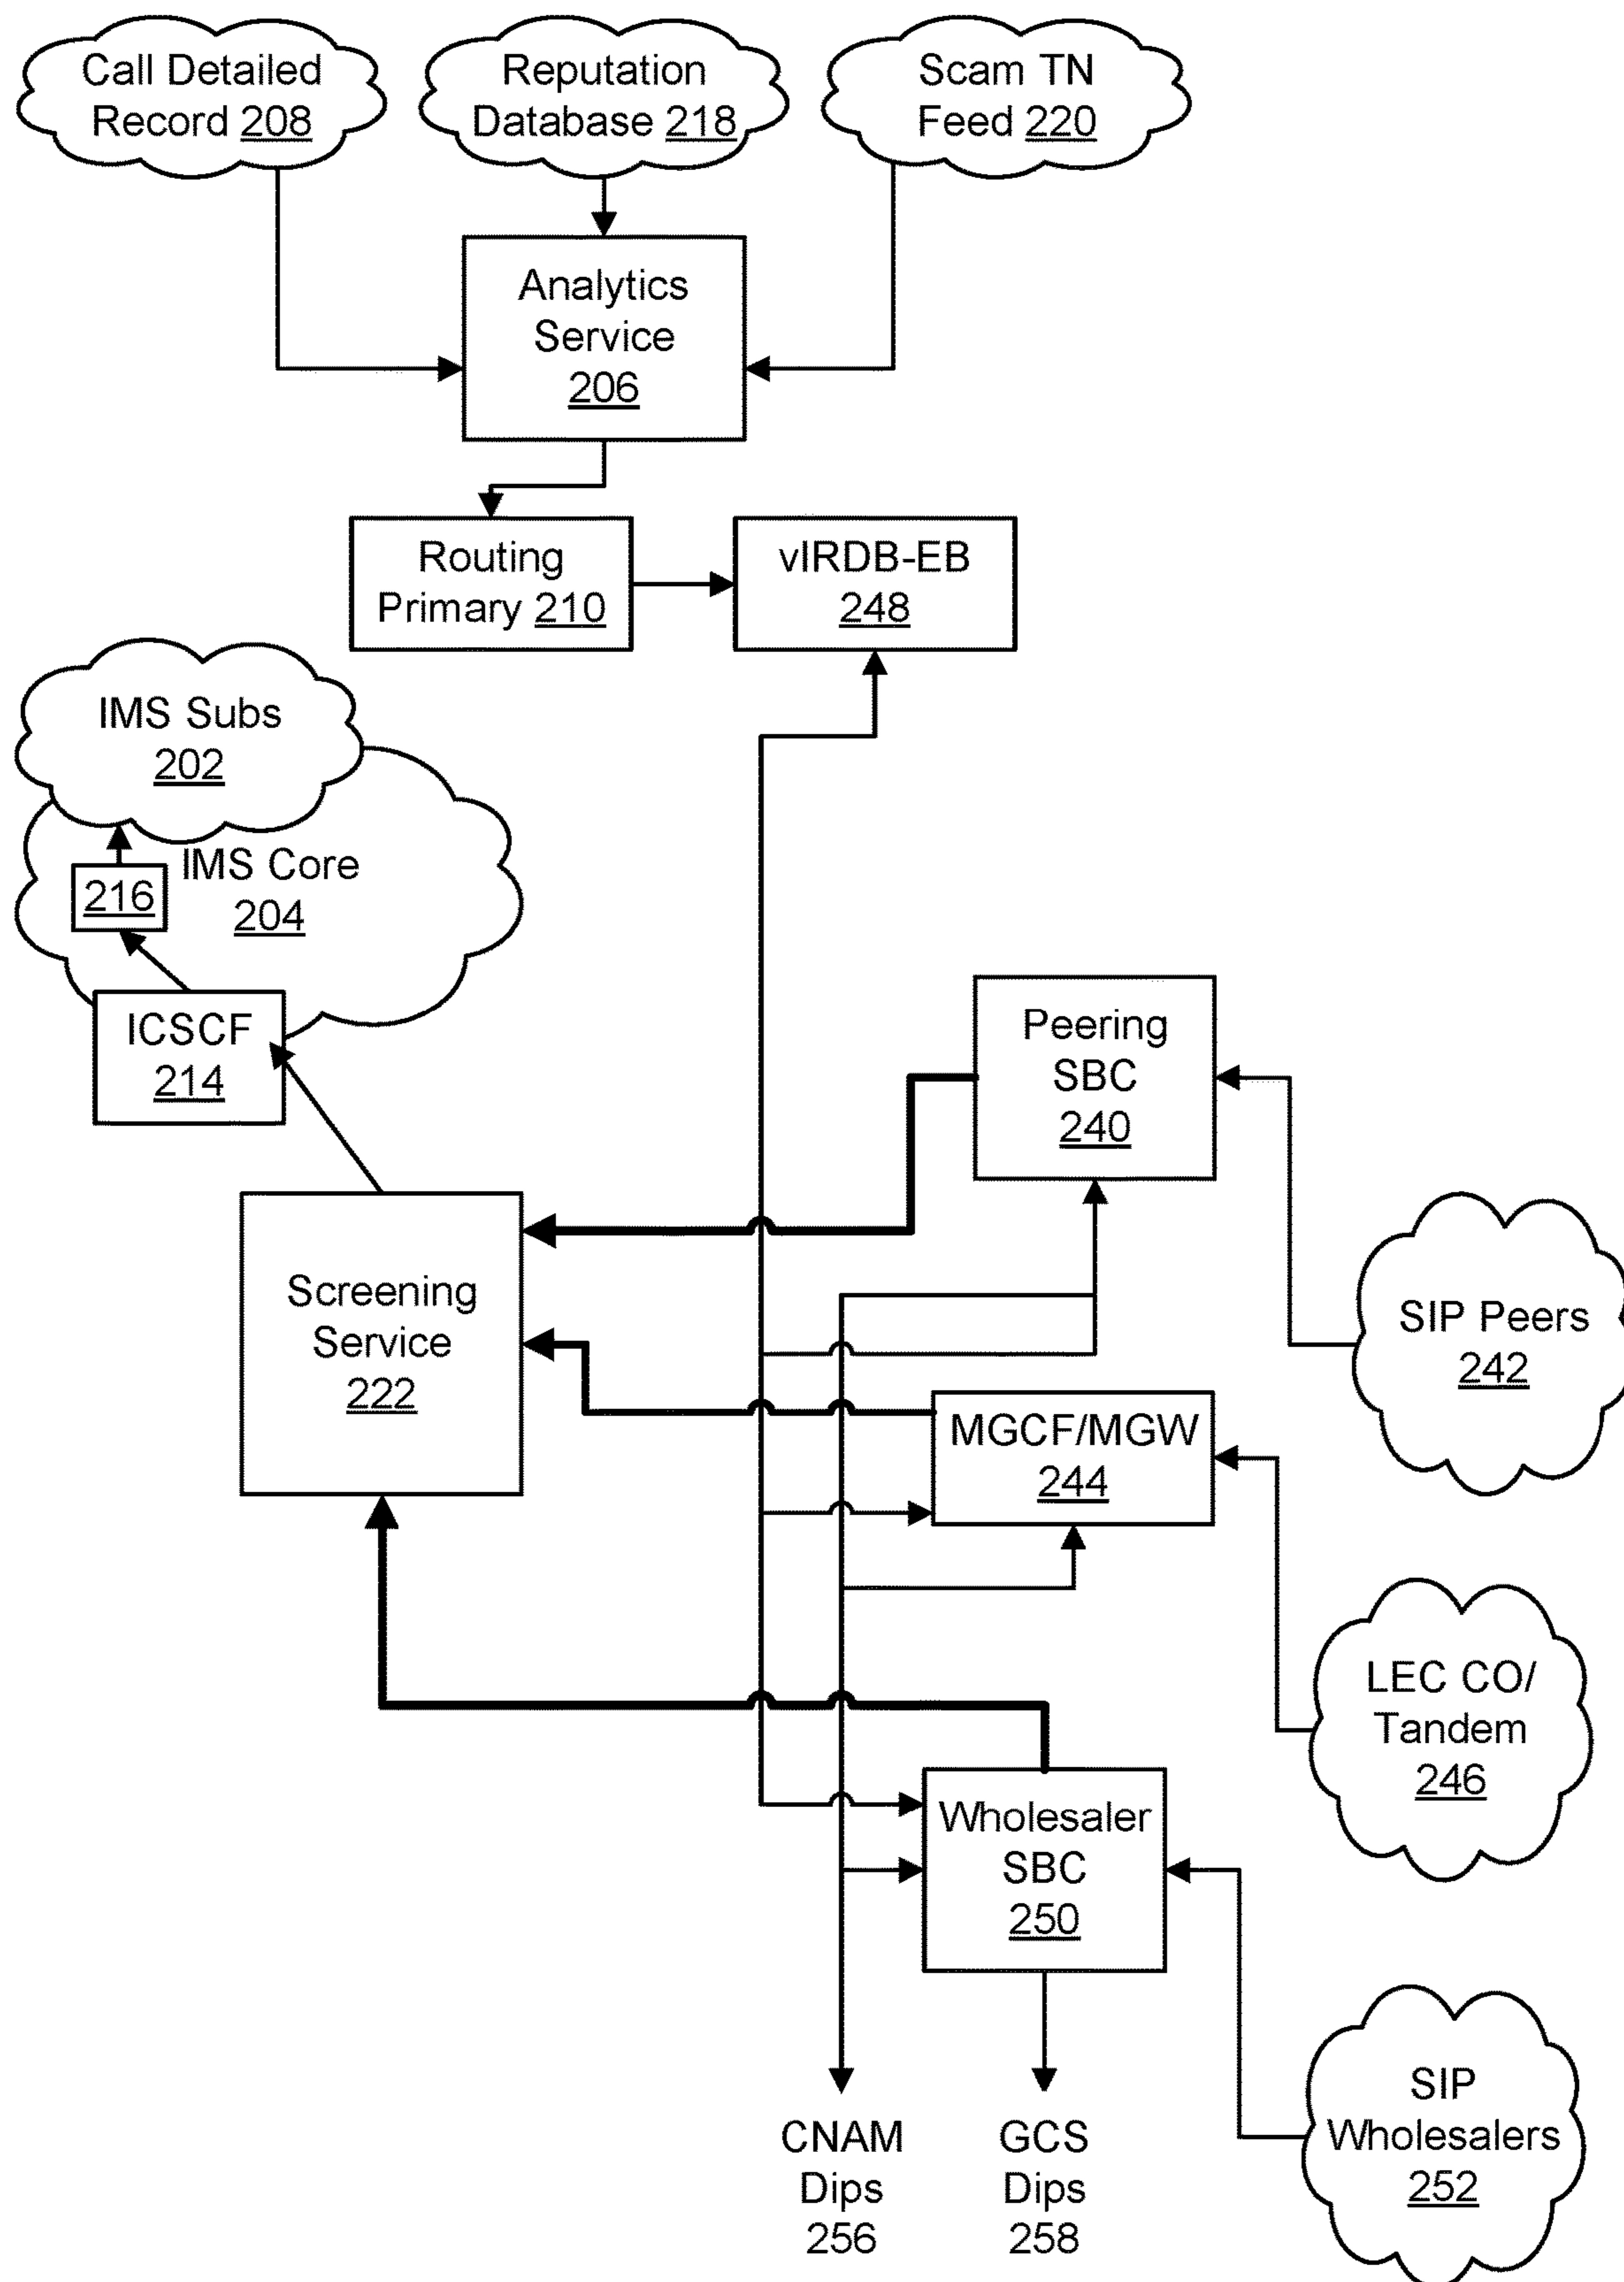 Call Detailed
Record 208
Reputation
Database 218
Scam TN
Feed 220
Analytics
Service
206
Routing
Primary 210
vIRDB-EB
248
IMS Subs
202
IMS Core
204
216
ICSCF
214
Peering
SBC
240
Screening
Service
222
SIP Peers
242
MGCF/MGW
244
LEC CO/
Tandem
246
Wholesaler
SBC
250
SIP
Wholesalers
252
CNAM
Dips
256
GCS
Dips
258